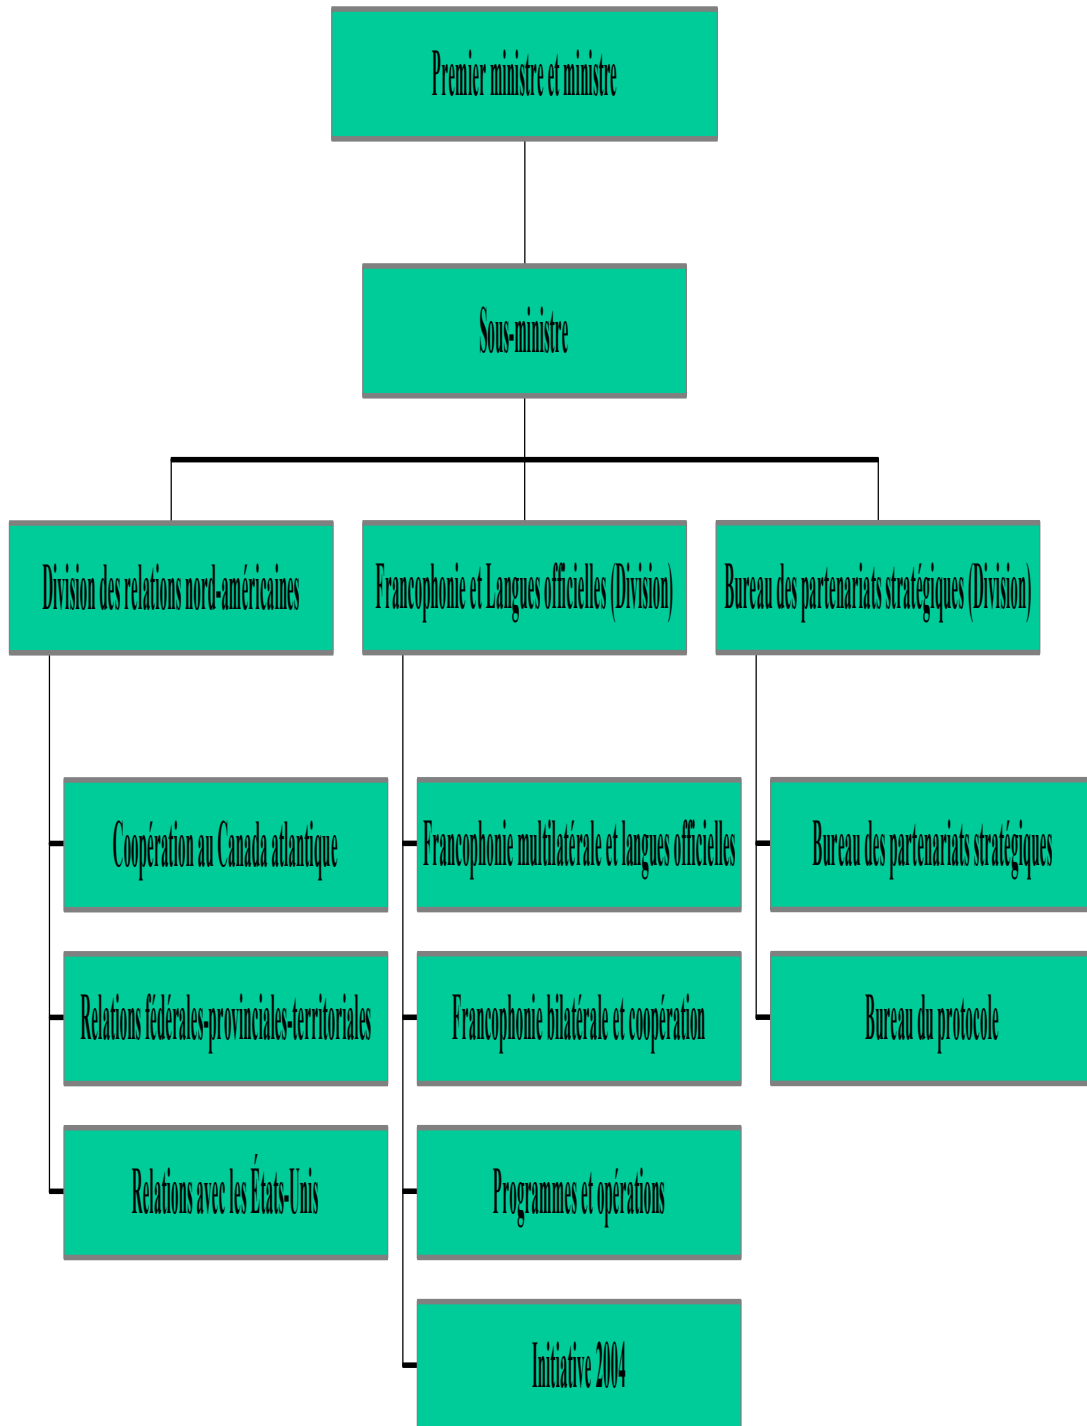 Premier ministre et ministre
Sous-ministre
Division des relations nord-américaines
Francophonie et Langues officielles (Division)
Bureau des partenariats stratégiques (Division)
Coopération au Canada atlantique
Francophonie multilatérale et langues officielles
Bureau des partenariats stratégiques
Relations fédérales-provinciales-territoriales
Francophonie bilatérale et coopération
Bureau du protocole
Relations avec les États-Unis
Programmes et opérations
Initiative 2004